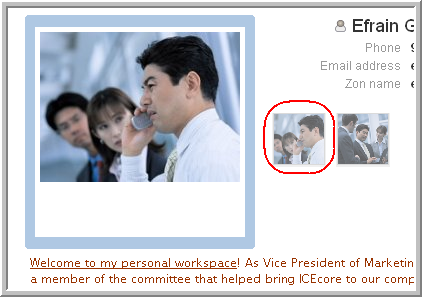 Efrain G
Phone 9
Email address e
Zon name e
Welcome to my personal workspace! As Vice President of Marketin
a member of the committee that helped bring ICEcore to our comp